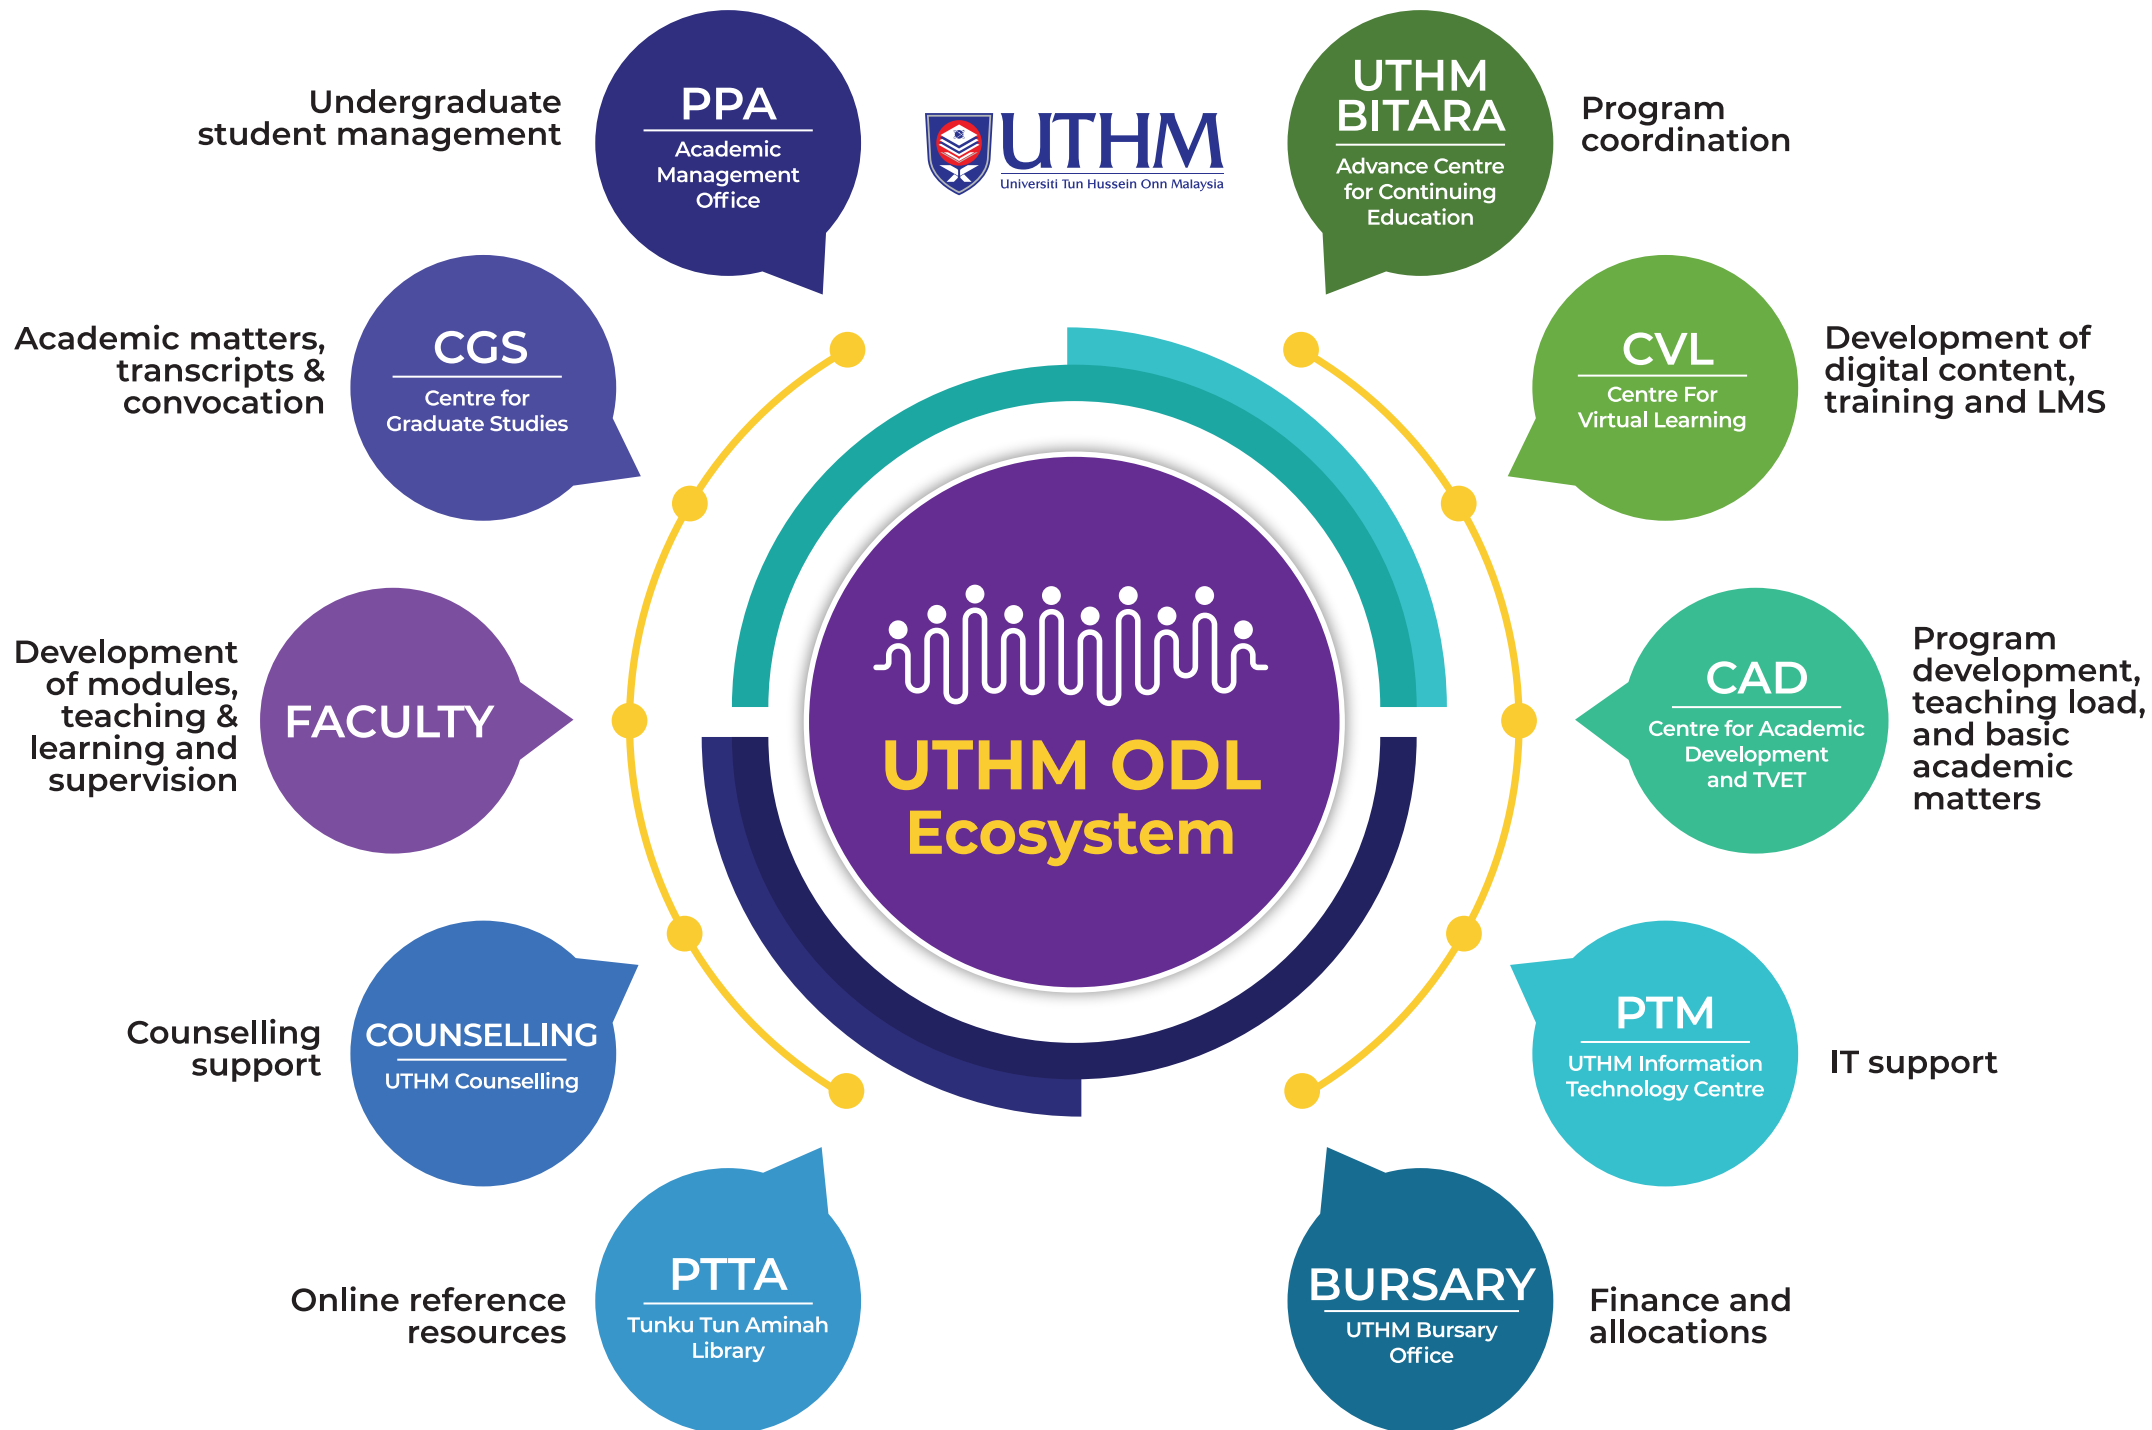 Undergraduate
student management
PPA
Academic
Management
Office
UTHM
Universiti Tun Hussein Onn Malaysia
UTHM
BITARA
Advance Centre
for Continuing
Education
Program
coordination
Academic matters,
transcripts &
convocation
CGS
Centre for
Graduate Studies
CVL
Centre For
Virtual Learning
Development of
digital content,
training and LMS
Development
of modules,
teaching &
learning and
supervision
FACULTY
UTHM ODL
Ecosystem
CAD
Centre for Academic
Development
and TVET
Program
development,
teaching load,
and basic
academic
matters
Counselling
support
COUNSELLING
UTHM Counselling
PTM
UTHM Information
Technology Centre
IT support
Online reference
resources
PTTA
Tunku Tun Aminah
Library
BURSARY
UTHM Bursary
Office
Finance and
allocations